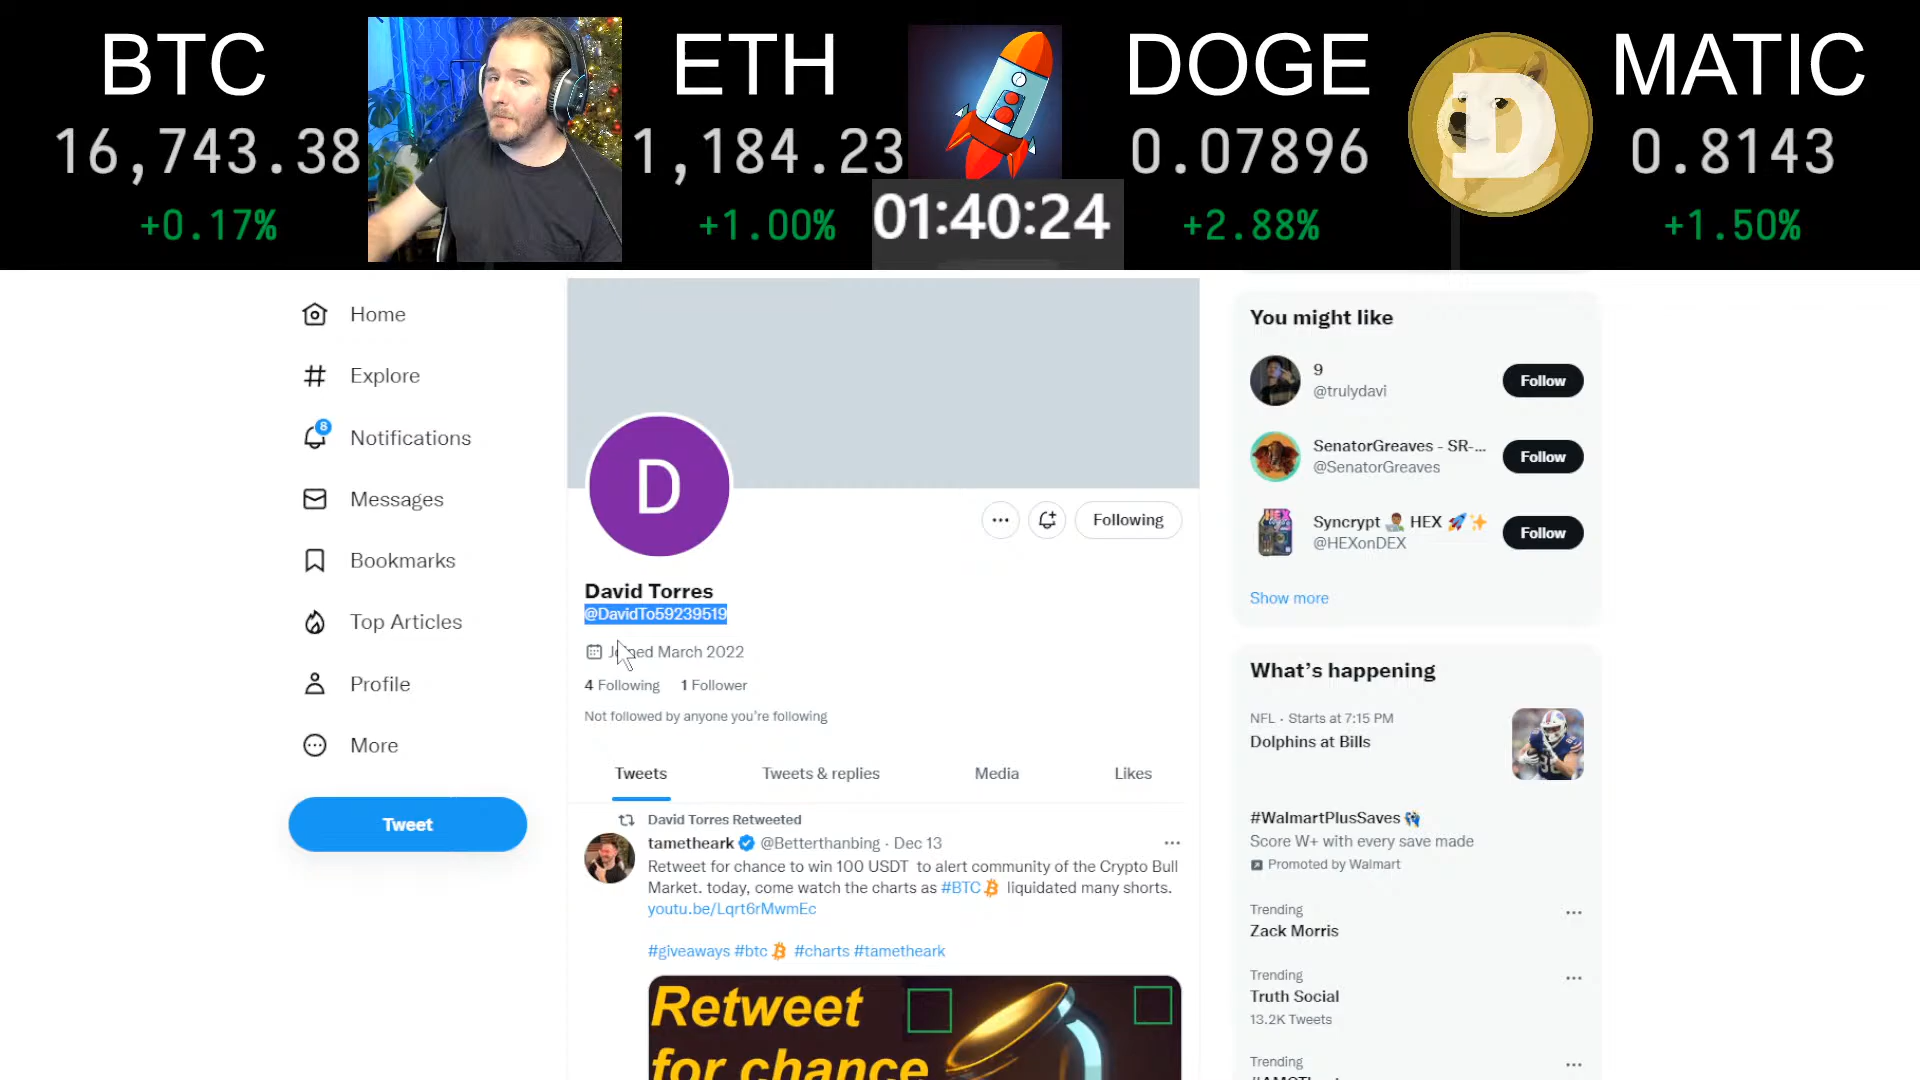 BTC
16,743.38
+0.17%
ETH
1,184.23
+1.00%
01:40:24
DOGE
0.07896
+2.88%
D
MATIC
0.8143
+1.50%
Home
Explore
8
Notifications
Messages
Bookmarks
Top Articles
Profile
More
Tweet
D
Following
David Torres
@DavidTo59239519
Joined March 2022
4 Following 1 Follower
Not followed by anyone you're following
Tweets Tweets & replies Media Likes
David Torres Retweeted
tametheark @Betterthanbing · Dec 13
Retweet for chance to win 100 USDT to alert community of the Crypto Bull
Market. today, come watch the charts as #BTC liquidated many shorts.
youtu.be/Lqrt6rMwmEc
#giveaways #btc #charts #tametheark
Retweet
for chance
You might like
9
@trulydavi
Follow
SenatorGreaves - SR-...
@SenatorGreaves
Follow
HEX
Syncrypt 👨🏽‍💻 HEX 🚀✨
@HEXonDEX
Follow
Show more
What's happening
NFL · Starts at 7:15 PM
Dolphins at Bills
#WalmartPlusSaves
Score W+ with every save made
Promoted by Walmart
Trending
Zack Morris
Trending
Truth Social
13.2K Tweets
Trending